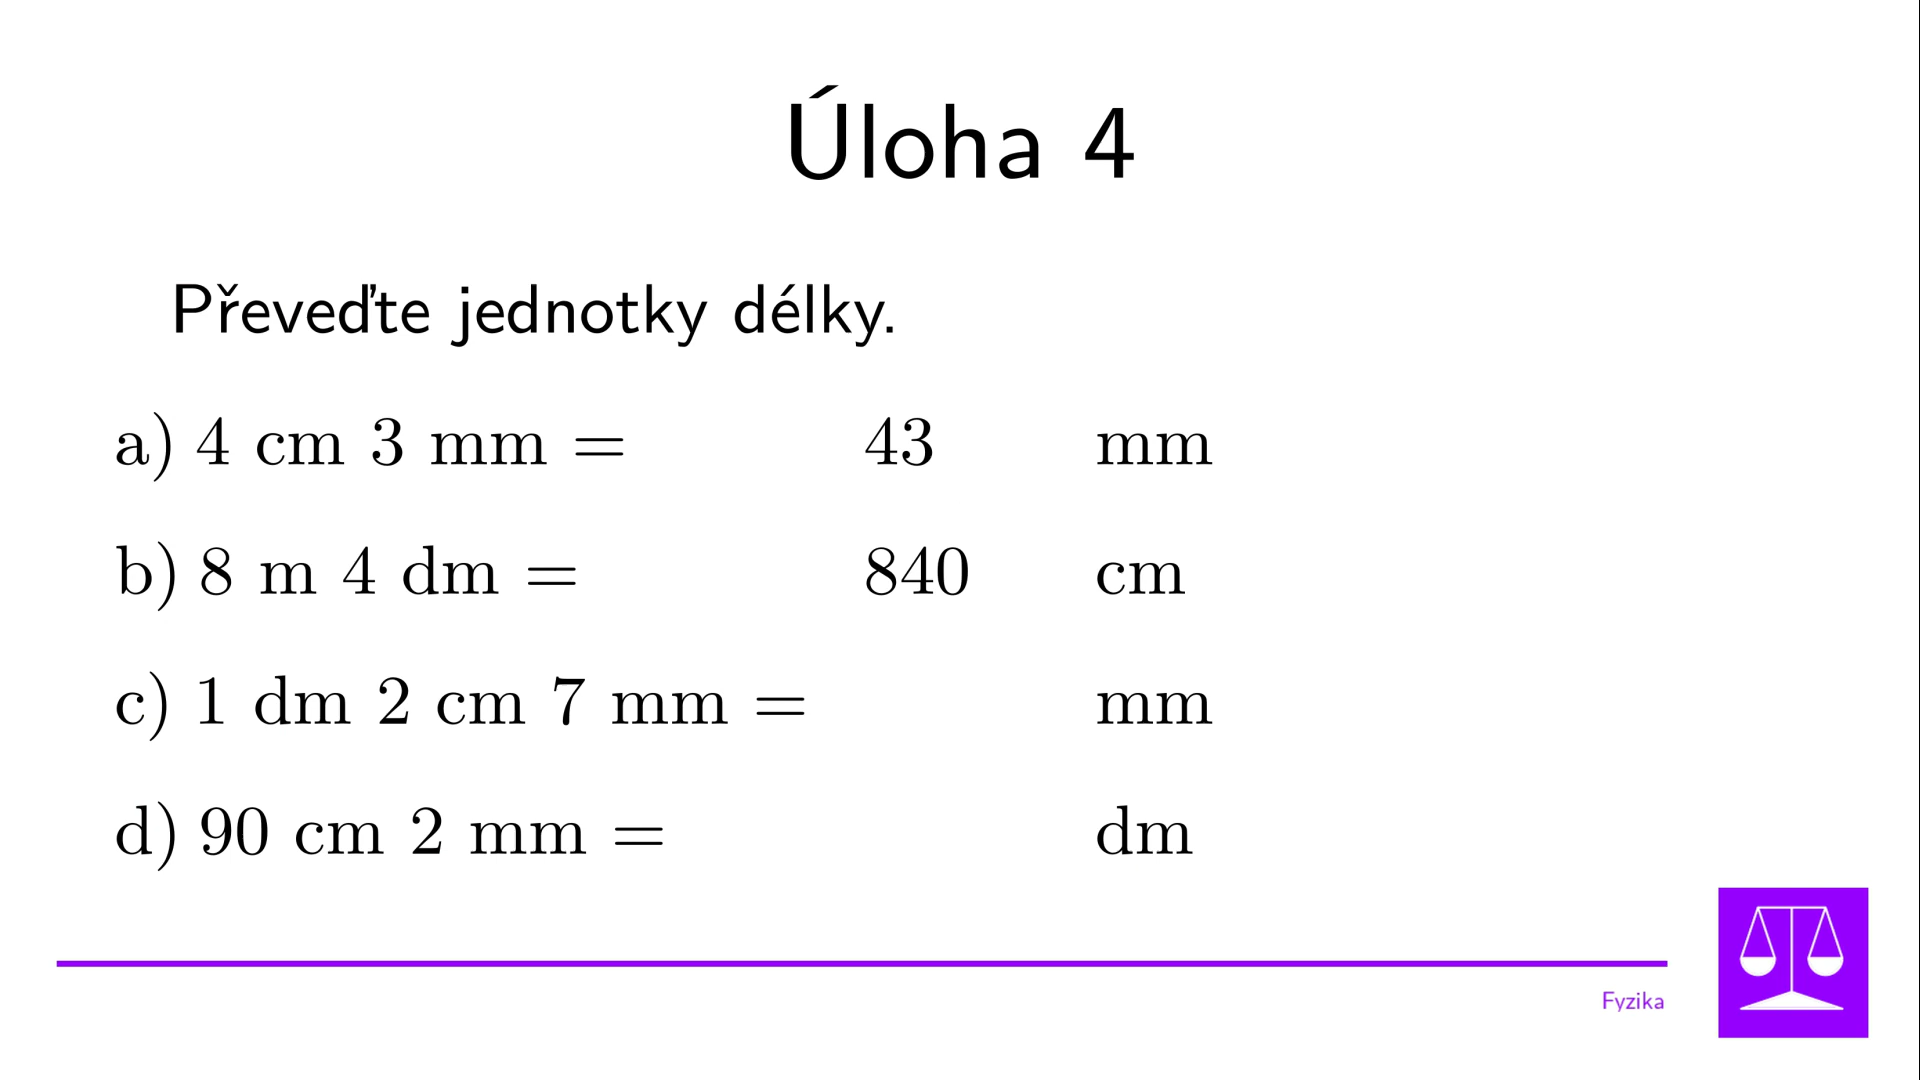 Úloha 4
Převeďte jednotky délky.
a) 4 cm 3 mm = 43 mm
b) 8 m 4 dm = 840 cm
c) 1 dm 2 cm 7 mm = mm
d) 90 cm 2 mm = dm
Fyzika